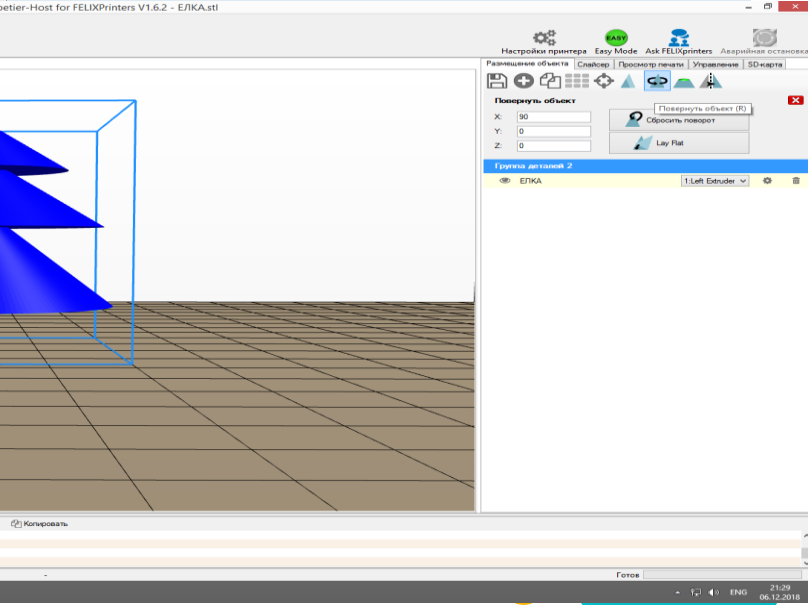 petier-Host for FELIXPrinters V1.6.2 - ЕЛКА.stl
EASY
Настройки принтера Easy Mode Ask FELIXprinters Аварийная остановка
Размещение объекта Слайсер Просмотр печати Управление SD-карта
Повернуть объект
Повернуть объект (R)
X: 90
Сбросить поворот
Y: 0
Z: 0
Lay Flat
Группа деталей 2
ЕЛКА 1:Left Extruder
Копировать
-
Готов
ENG
21:29
06.12.2018